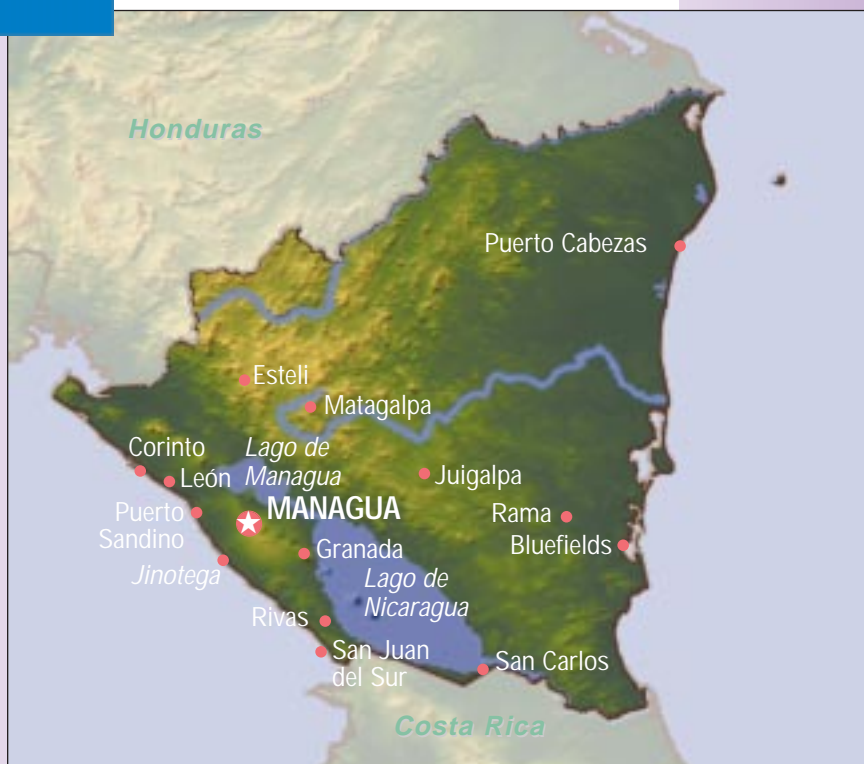 Honduras
Puerto Cabezas
Esteli
Matagalpa
Corinto
Lago de
Managua
León
Juigalpa
Puerto
Sandino
MANAGUA
Rama
Bluefields
Granada
Jinotega
Lago de
Nicaragua
Rivas
San Juan
del Sur
San Carlos
Costa Rica